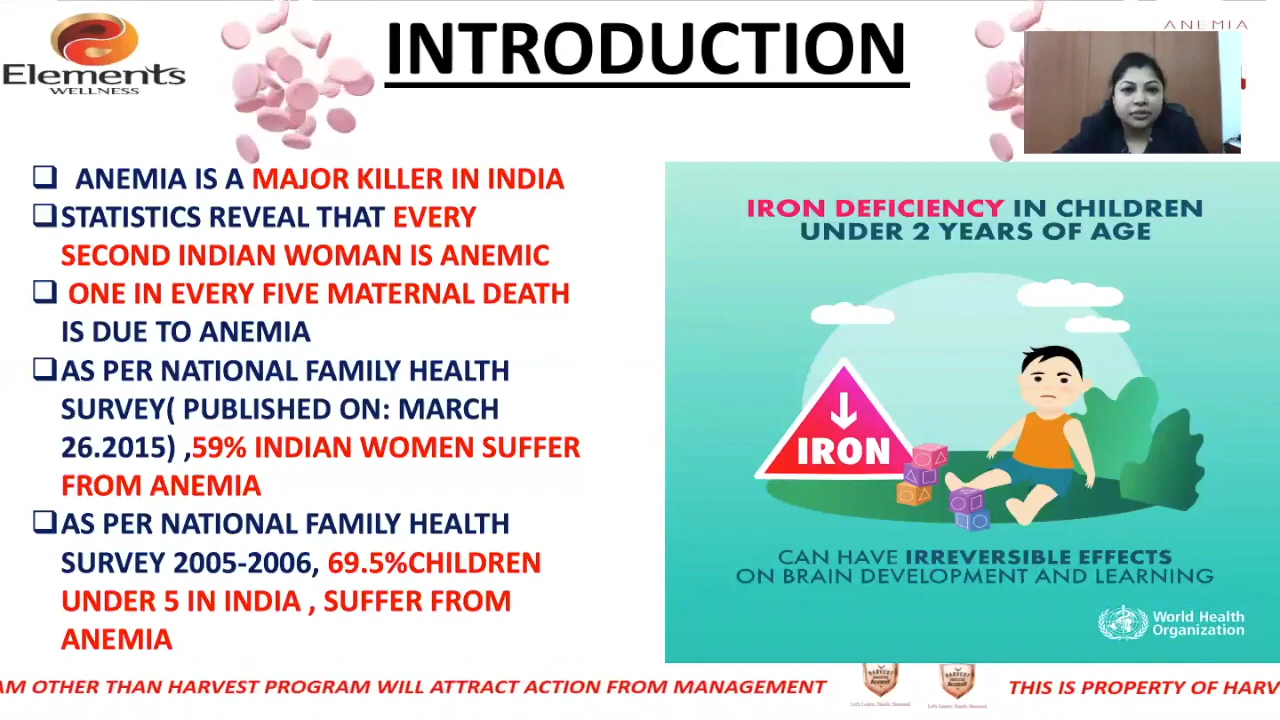 Elements
WELLNESS
INTRODUCTION
ANEMIA
ANEMIA IS A MAJOR KILLER IN INDIA
STATISTICS REVEAL THAT EVERY
SECOND INDIAN WOMAN IS ANEMIC
ONE IN EVERY FIVE MATERNAL DEATH
IS DUE TO ANEMIA
AS PER NATIONAL FAMILY HEALTH
SURVEY( PUBLISHED ON: MARCH
26.2015) ,59% INDIAN WOMEN SUFFER
FROM ANEMIA
AS PER NATIONAL FAMILY HEALTH
SURVEY 2005-2006, 69.5%CHILDREN
UNDER 5 IN INDIA , SUFFER FROM
ANEMIA
IRON DEFICIENCY IN CHILDREN
UNDER 2 YEARS OF AGE
IRON
CAN HAVE IRREVERSIBLE EFFECTS
ON BRAIN DEVELOPMENT AND LEARNING
World Health
Organization
AM OTHER THAN HARVEST PROGRAM WILL ATTRACT ACTION FROM MANAGEMENT
THIS IS PROPERTY OF HARV